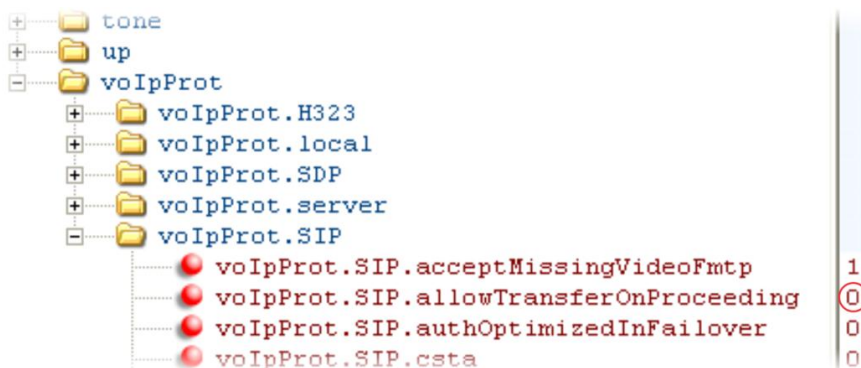 tone
up
voIpProt
voIpProt.H323
voIpProt.local
voIpProt.SDP
voIpProt.server
voIpProt.SIP
voIpProt.SIP.acceptMissingVideoFmtp 1
voIpProt.SIP.allowTransferOnProceeding 0
voIpProt.SIP.authOptimizedInFailover 0
voIpProt.SIP.csta 0